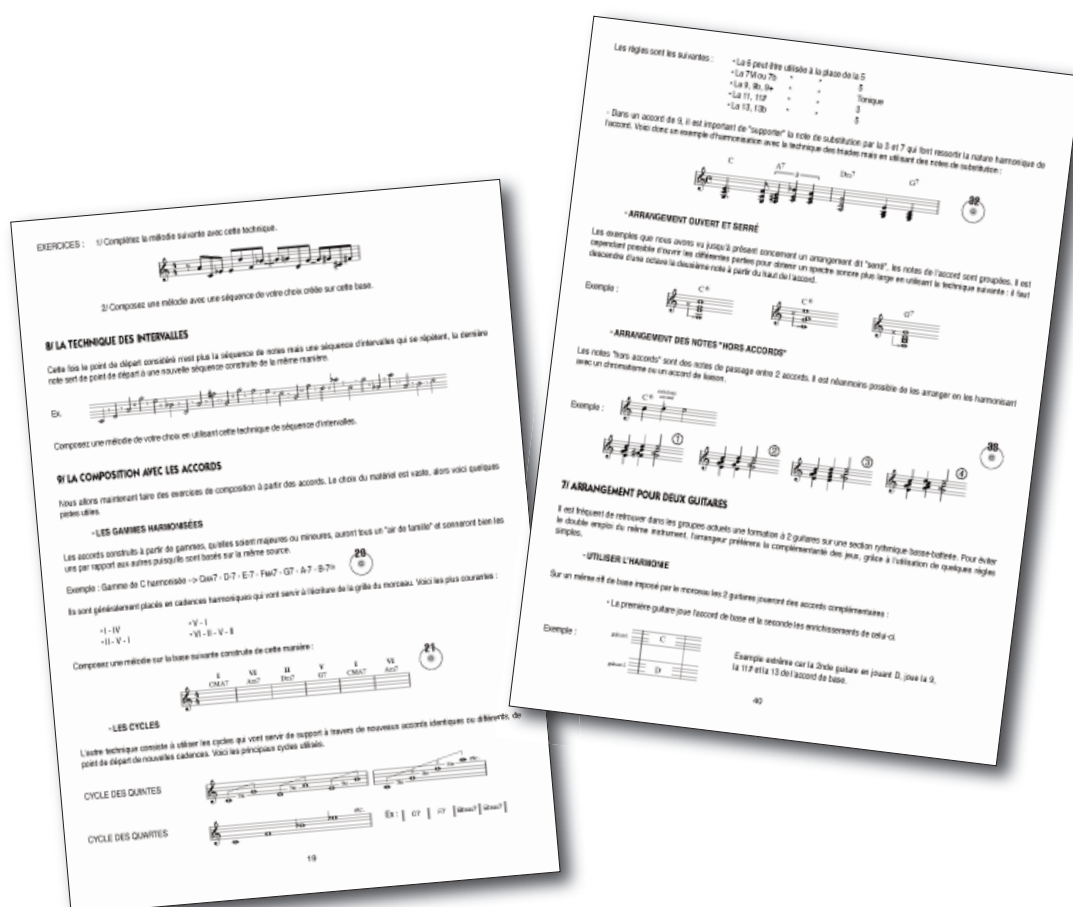 EXERCICES : 1/ Complétez la mélodie suivante avec cette technique.
2/ Composez une mélodie avec une séquence de votre choix créée sur cette base.
8/ LA TECHNIQUE DES INTERVALLES
Cette fois le point de départ considéré n'est plus la séquence de notes mais une séquence d'intervalles qui se répètent, la dernière
note sert de point de départ à une nouvelle séquence construite de la même manière.
Ex.
Composez une mélodie de votre choix en utilisant cette technique de séquence d'intervalles.
9/ LA COMPOSITION AVEC LES ACCORDS
Nous allons maintenant faire des exercices de composition à partir des accords. Le choix du matériel est vaste, alors voici quelques
pistes utiles.
- LES GAMMES HARMONISÉES
Les accords construits à partir de gammes, qu'elles soient majeures ou mineures, auront tous un "air de famille" et sonneront bien les
uns par rapport aux autres puisqu'ils sont basés sur la même source.
20
Exemple : Gamme de C harmonisée --> CMA7 - D-7 - E-7 - FMA7 - G7 - A-7 - B-7
Ils sont généralement placés en cadences harmoniques qui vont servir à l'écriture de la grille du morceau. Voici les plus courantes :
• I - IV • V - I
• II - V - I • VI - II - V - II
Composez une mélodie sur la base suivante construite de cette manière :
21
I VI II V I VI
CMA7 Am7 Dm7 G7 CMA7 Am7
- LES CYCLES
L'autre technique consiste à utiliser les cycles qui vont servir de support à travers de nouveaux accords identiques ou différents, de
point de départ de nouvelles cadences. Voici les principaux cycles utilisés.
CYCLE DES QUINTES
CYCLE DES QUARTES etc. Ex :
19
Les règles sont les suivantes : • La 6 peut être utilisée à la place de la 5
• La 7M ou 7b " " 8
• La 9, 9b, 9+ " " Tonique
• La 11, 11# " " 3
• La 13, 13b " " 5
- Dans un accord de 9, il est important de "supporter" la note de substitution par la 3 et 7 qui font ressortir la nature harmonique de
l'accord. Voici donc un exemple d'harmonisation avec la technique des triades mais en utilisant des notes de substitution :
C A7 Dm7 G7
3
32
- ARRANGEMENT OUVERT ET SERRÉ
Les exemples que nous avons vu jusqu'à présent concernent un arrangement dit "serré", les notes de l'accord sont groupées. Il est
cependant possible d'ouvrir les différentes parties pour obtenir un spectre sonore plus large en utilisant la technique suivante : il faut
descendre d'une octave la deuxième note à partir du haut de l'accord.
Exemple : C6 C6 G7
- ARRANGEMENT DES NOTES "HORS ACCORDS"
Les notes "hors accords" sont des notes de passage entre 2 accords. Il est néanmoins possible de les arranger en les harmonisant
avec un chromatisme ou un accord de liaison.
Exemple : C6
33
① ② ③ ④
7/ ARRANGEMENT POUR DEUX GUITARES
Il est fréquent de retrouver dans les groupes actuels une formation à 2 guitares sur une section rythmique basse-batterie. Pour éviter
le double emploi du même instrument, l'arrangeur préférera la complémentarité des jeux, grâce à l'utilisation de quelques règles
simples.
- UTILISER L'HARMONIE
Sur un même riff de base imposé par le morceau les 2 guitares joueront des accords complémentaires :
• La première guitare joue l'accord de base et la seconde les enrichissements de celui-ci.
Exemple : guitare1 C
guitare2 D
Exemple extrême car la 2nde guitare en jouant D, joue la 9,
la 11# et la 13 de l'accord de base.
40